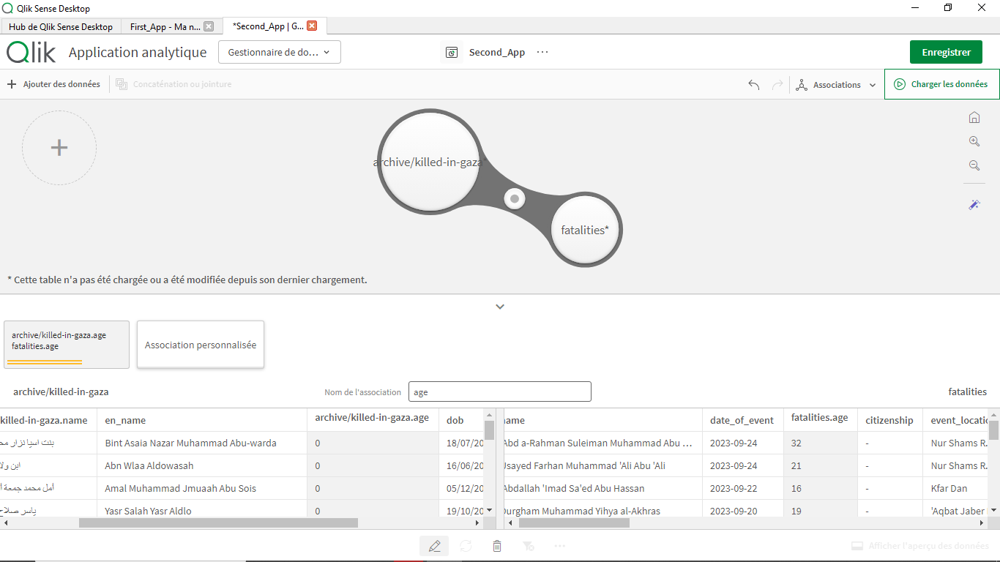 Qlik Sense Desktop
Hub de Qlik Sense Desktop
First_App - Ma n...
*Second_App | G...
Qlik
Application analytique
Gestionnaire de do...
Second_App
Enregistrer
Ajouter des données
Concaténation ou jointure
Associations
Charger les données
archive/killed-in-gaza*
fatalities*
* Cette table n'a pas été chargée ou a été modifiée depuis son dernier chargement.
archive/killed-in-gaza.age
fatalities.age
Association personnalisée
archive/killed-in-gaza
Nom de l'association
age
fatalities
killed-in-gaza.name en_name archive/killed-in-gaza.age dob name date_of_event fatalities.age citizenship event_locatic
بنت اسيا نزار Bint Asaia Nazar Muhammad Abu-warda 0 18/07/20 Abd a-Rahman Suleiman Muhammad Abu ... 2023-09-24 32 - Nur Shams R.
ابن Abn Wlaa Aldowasah 0 16/06/20 Usayed Farhan Muhammad 'Ali Abu 'Ali 2023-09-24 21 - Nur Shams R.
أمل محمد جمعة Amal Muhammad Jmuaah Abu Sois 0 05/12/20 Abdallah 'Imad Sa'ed Abu Hassan 2023-09-22 16 - Kfar Dan
Yasr Salah Yasr Aldlo 0 19/10/20 Durgham Muhammad Yihya al-Akhras 2023-09-20 19 - 'Aqbat Jaber
Afficher l'aperçu des données